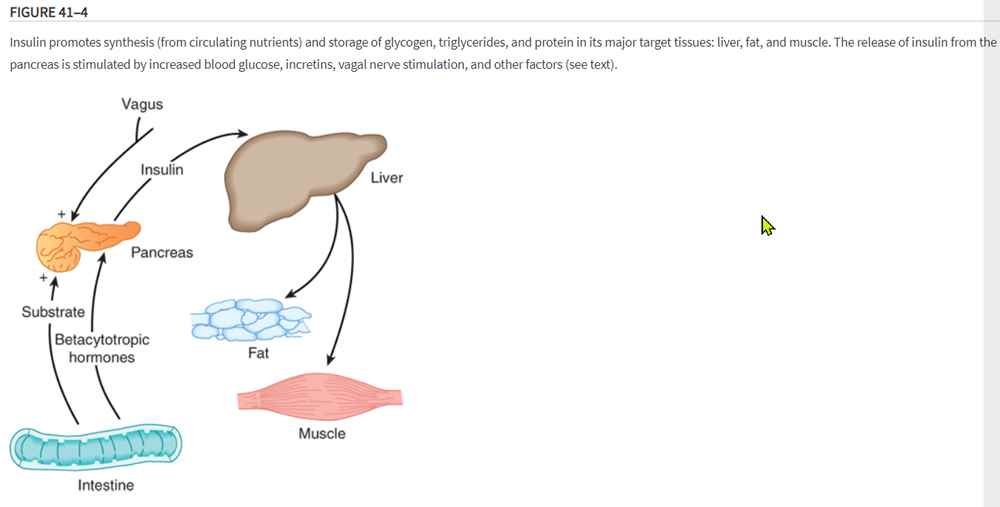 FIGURE 41–4
Insulin promotes synthesis (from circulating nutrients) and storage of glycogen, triglycerides, and protein in its major target tissues: liver, fat, and muscle. The release of insulin from the
pancreas is stimulated by increased blood glucose, incretins, vagal nerve stimulation, and other factors (see text).
Vagus
Insulin
Liver
+
Pancreas
+
Substrate
Betacytotropic
hormones
Fat
Muscle
Intestine